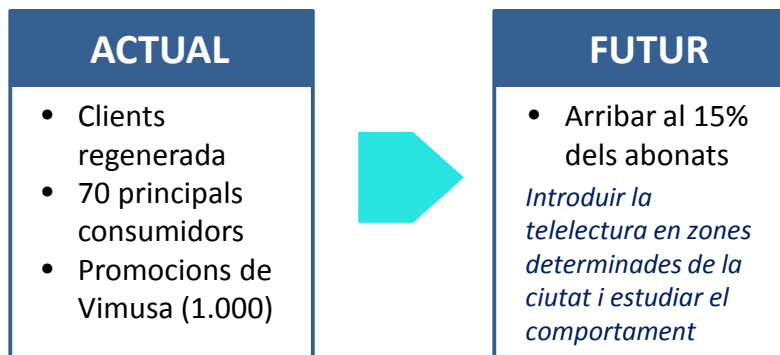 ACTUAL
• Clients
regenerada
• 70 principals
consumidors
• Promocions de
Vimusa (1.000)
FUTUR
• Arribar al 15%
dels abonats
Introduir la
telelectura en zones
determinades de la
ciutat i estudiar el
comportament